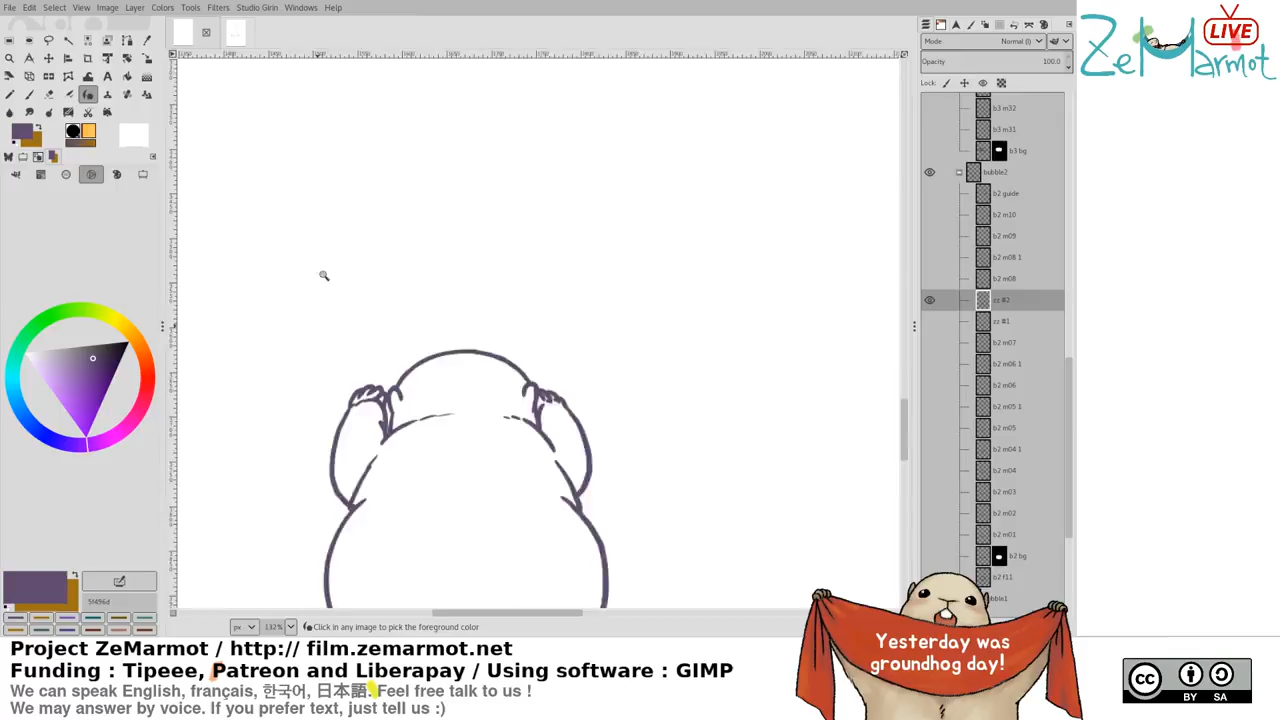 File Edit Select View Image Layer Colors Tools Filters Studio Girin Windows Help
ZeMarmot
LIVE
Mode Normal (l)
Opacity 100.0
Lock:
b3 m32
b3 m31
b3 bg
bubble2
b2 guide
b2 m10
b2 m09
b2 m08 1
b2 m08
zz #2
zz #1
b2 m07
b2 m06 1
b2 m06
b2 m05 1
b2 m05
b2 m04 1
b2 m04
b2 m03
b2 m02
b2 m01
b2 bg
b2 f11
5f496d
px 132% Click in any image to pick the foreground color
Yesterday was
groundhog day!
Project ZeMarmot / http:// film.zemarmot.net
Funding : Tipeee, Patreon and Liberapay / Using software : GIMP
We can speak English, français, 한국어, 日本語 Feel free talk to us !
We may answer by voice. If you prefer text, just tell us :)
cc
BY SA